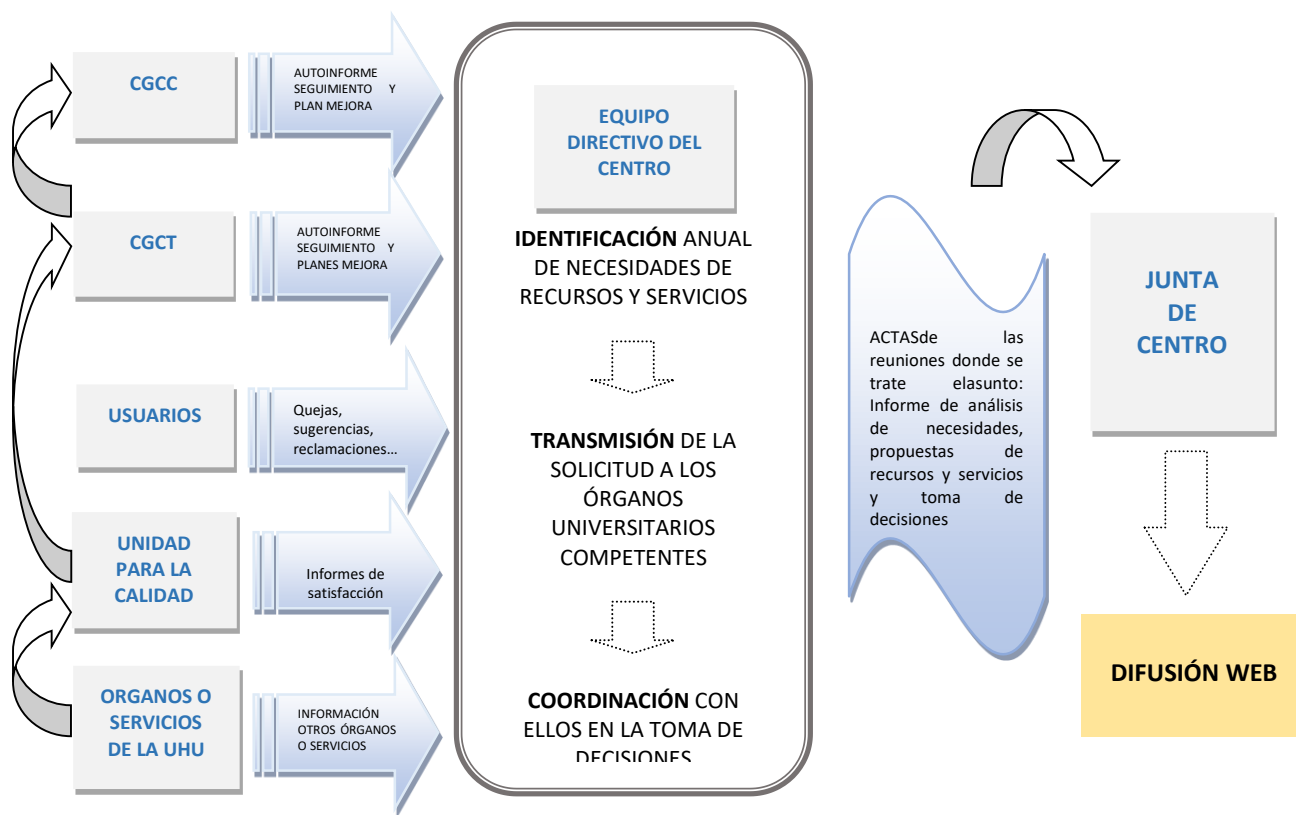 CGCC
AUTOINFORME
SEGUIMIENTO Y
PLAN MEJORA
CGCT
AUTOINFORME
SEGUIMIENTO Y
PLANES MEJORA
USUARIOS
Quejas,
sugerencias,
reclamaciones…
UNIDAD
PARA LA
CALIDAD
Informes de
satisfacción
ORGANOS O
SERVICIOS
DE LA UHU
INFORMACIÓN
OTROS ÓRGANOS
O SERVICIOS
EQUIPO
DIRECTIVO DEL
CENTRO
IDENTIFICACIÓN ANUAL
DE NECESIDADES DE
RECURSOS Y SERVICIOS
TRANSMISIÓN DE LA
SOLICITUD A LOS
ÓRGANOS
UNIVERSITARIOS
COMPETENTES
COORDINACIÓN CON
ELLOS EN LA TOMA DE
DECISIONES
ACTASde las
reuniones donde se
trate elasunto:
Informe de análisis
de necesidades,
propuestas de
recursos y servicios
y toma de
decisiones
JUNTA
DE
CENTRO
DIFUSIÓN WEB